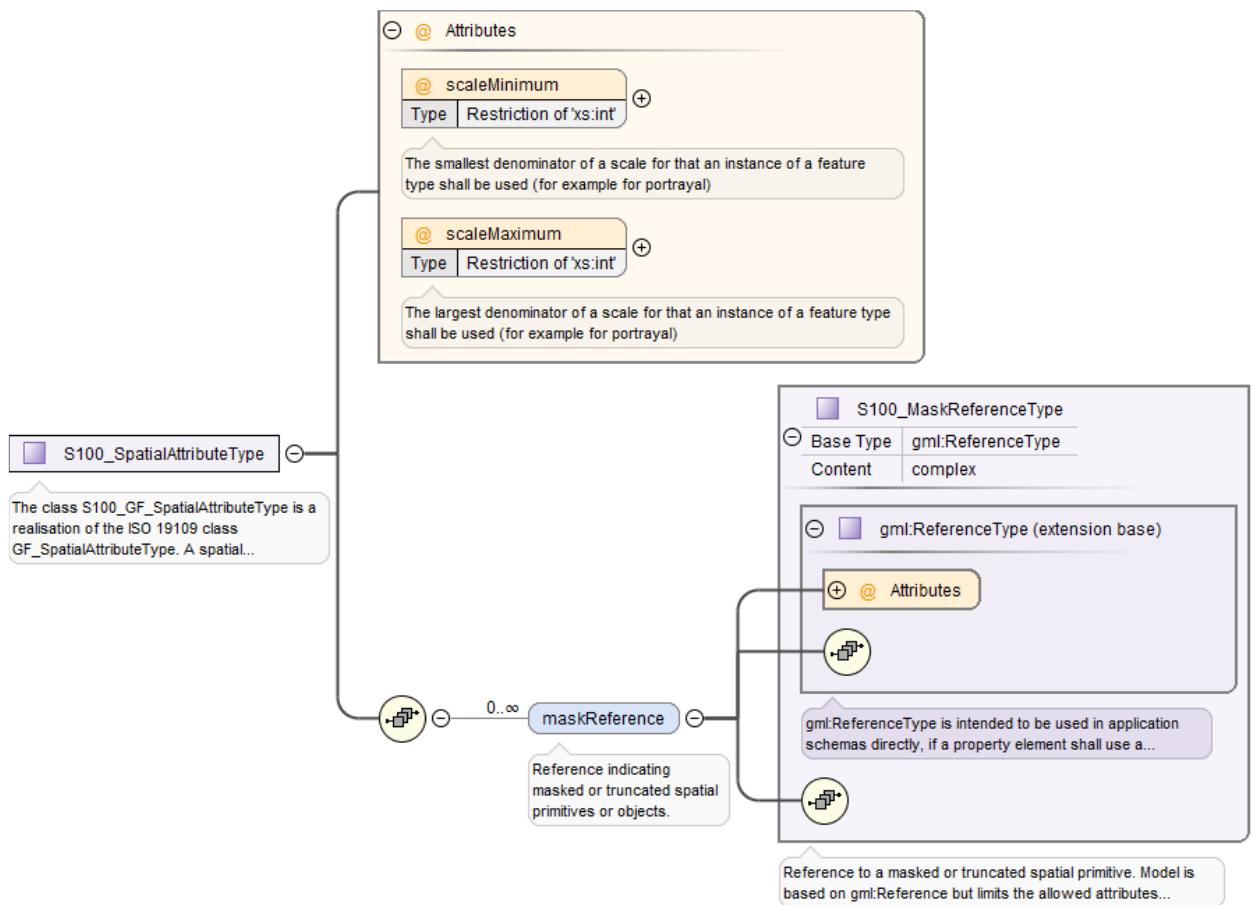 @ Attributes
@ scaleMinimum
Type Restriction of 'xs:int'
The smallest denominator of a scale for that an instance of a feature
type shall be used (for example for portrayal)
@ scaleMaximum
Type Restriction of 'xs:int'
The largest denominator of a scale for that an instance of a feature type
shall be used (for example for portrayal)
S100_SpatialAttributeType
The class S100_GF_SpatialAttributeType is a
realisation of the ISO 19109 class
GF_SpatialAttributeType. A spatial...
0..∞
maskReference
Reference indicating
masked or truncated spatial
primitives or objects.
S100_MaskReferenceType
Base Type gml:ReferenceType
Content complex
gml:ReferenceType (extension base)
@ Attributes
gml:ReferenceType is intended to be used in application
schemas directly, if a property element shall use a...
Reference to a masked or truncated spatial primitive. Model is
based on gml:Reference but limits the allowed attributes...